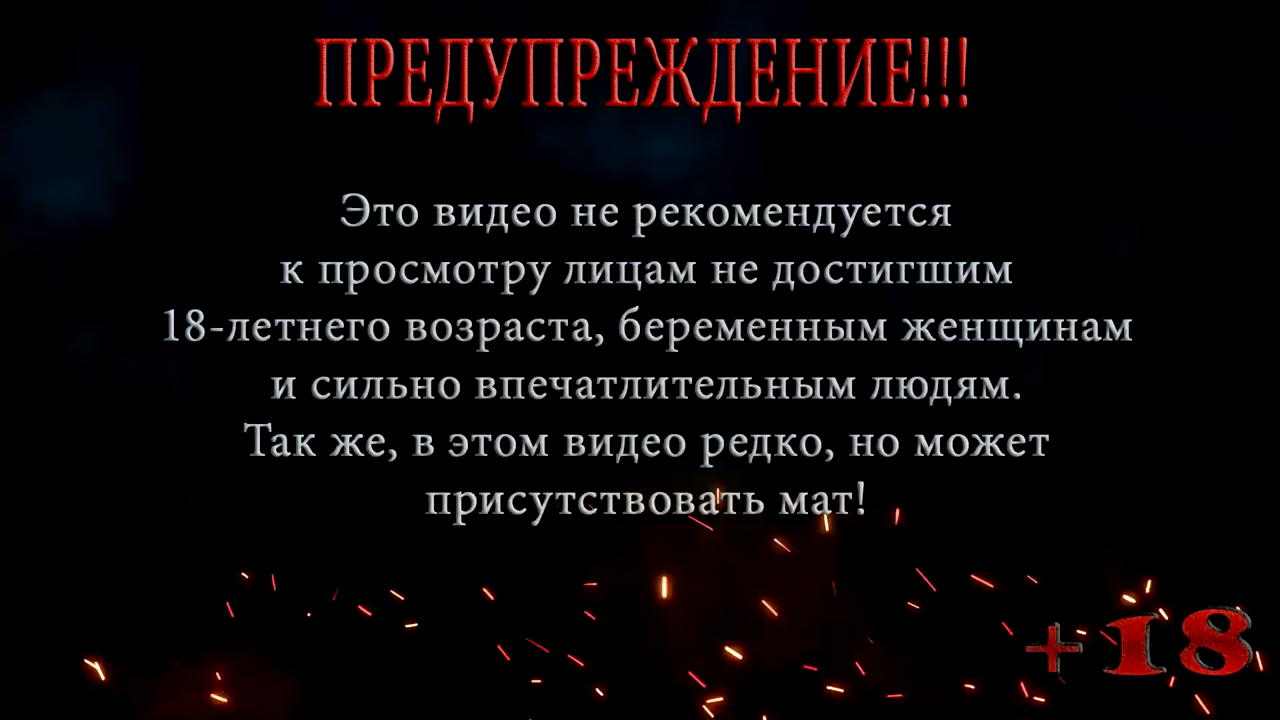 ПРЕДУПРЕЖДЕНИЕ!!!
Это видео не рекомендуется
к просмотру лицам не достигшим
18-летнего возраста, беременным женщинам
и сильно впечатлительным людям.
Так же, в этом видео редко, но может
присутствовать мат!
+18